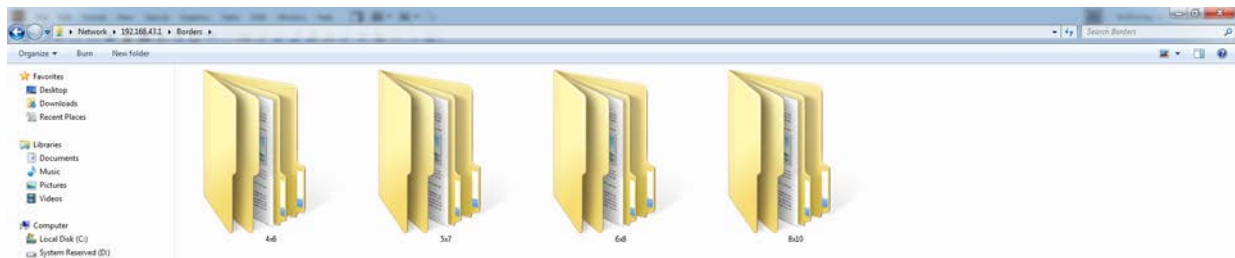 Network ▸ 192.168.43.1 ▸ Borders ▸
Search Borders
Organize Burn New folder
Favorites
Desktop
Downloads
Recent Places
Libraries
Documents
Music
Pictures
Videos
Computer
Local Disk (C:)
System Reserved (D:)
4x6 5x7 6x8 8x10